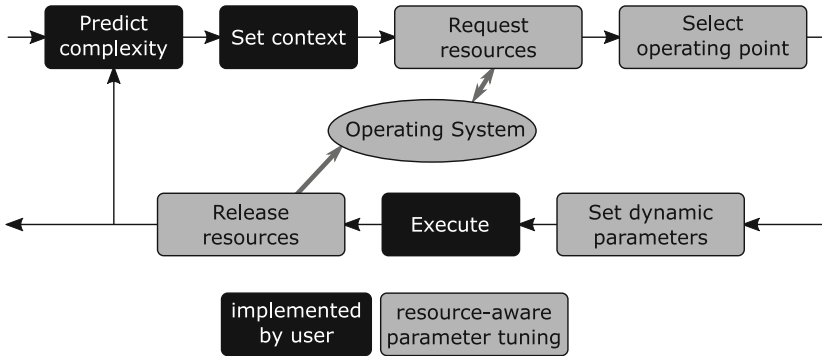 Predict
complexity
Set context
Request
resources
Select
operating point
Operating System
Release
resources
Execute
Set dynamic
parameters
implemented
by user
resource-aware
parameter tuning